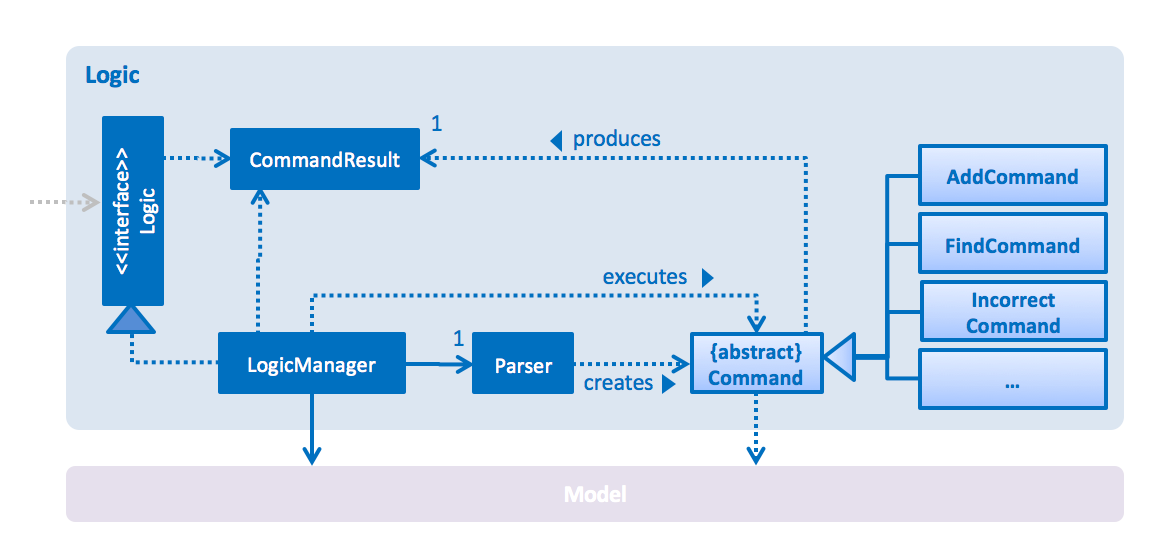 Logic
<<interface>>
Logic
CommandResult
1
produces
AddCommand
FindCommand
Incorrect
Command
...
executes
LogicManager
1
Parser
creates
{abstract}
Command
Model